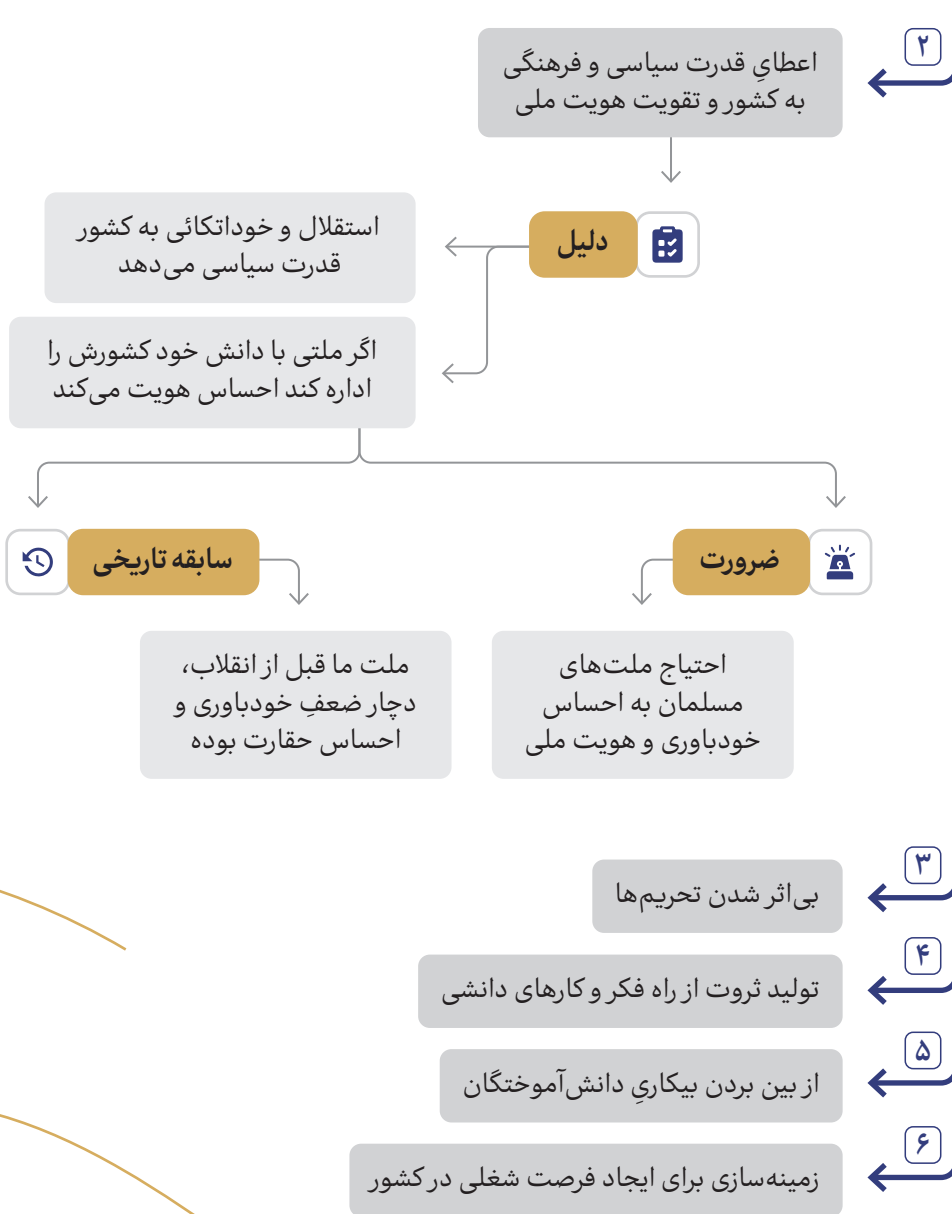 ۲
اعطایِ قدرت سیاسی و فرهنگی
به کشور و تقویت هویت ملی
دلیل
استقلال و خوداتکائی به کشور
قدرت سیاسی می‌دهد
اگر ملتی با دانش خود کشورش را
اداره کند احساس هویت می‌کند
ضرورت
احتیاج ملت‌های
مسلمان به احساس
خودباوری و هویت ملی
سابقه تاریخی
ملت ما قبل از انقلاب،
دچار ضعفِ خودباوری و
احساس حقارت بوده
۳
بی‌اثر شدن تحریم‌ها
۴
تولید ثروت از راه فکر و کارهای دانشی
۵
از بین بردن بیکاریِ دانش‌آموختگان
۶
زمینه‌سازی برای ایجاد فرصت شغلی در کشور